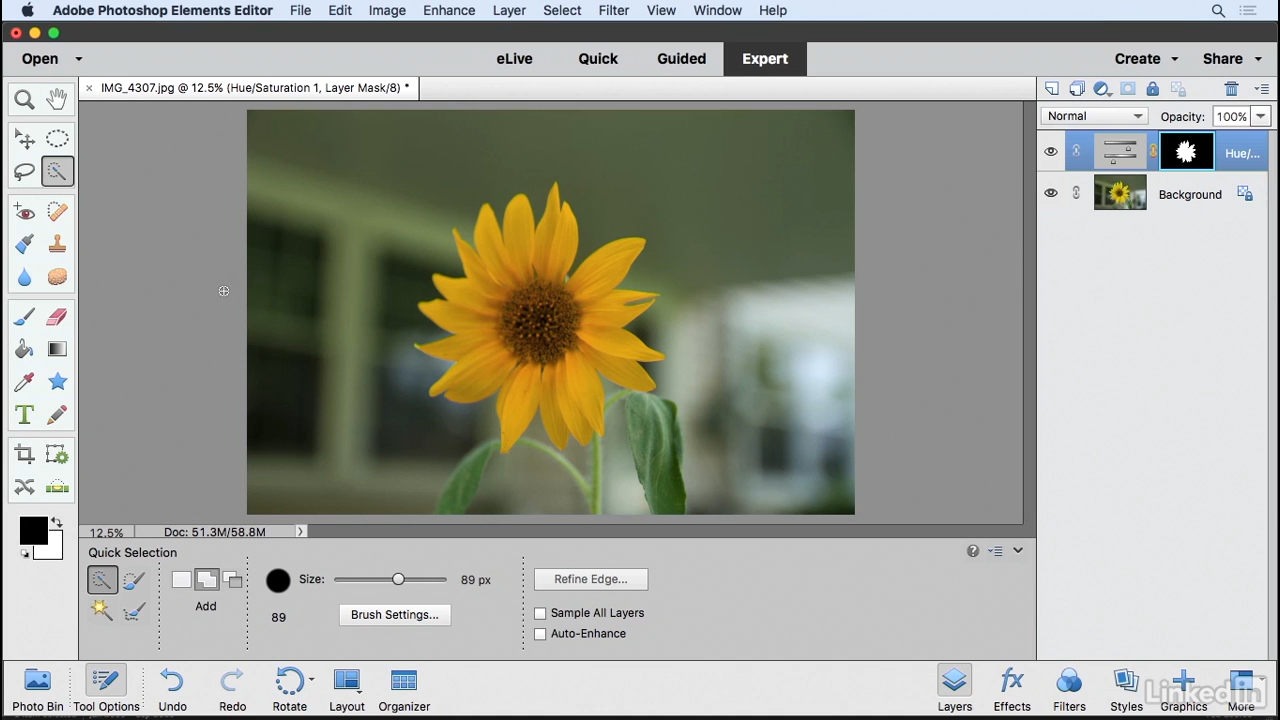 Adobe Photoshop Elements Editor File Edit Image Enhance Layer Select Filter View Window Help
Open eLive Quick Guided Expert Create Share
× IMG_4307.jpg @ 12.5% (Hue/Saturation 1, Layer Mask/8) *
Normal Opacity: 100%
Hue/...
Background
T
12.5% Doc: 51.3M/58.8M
Quick Selection
Size: 89 px Refine Edge...
Add 89 Brush Settings... Sample All Layers
Auto-Enhance
Photo Bin Tool Options Undo Redo Rotate Layout Organizer Layers Effects Filters Styles Graphics More
fx
LinkedIn